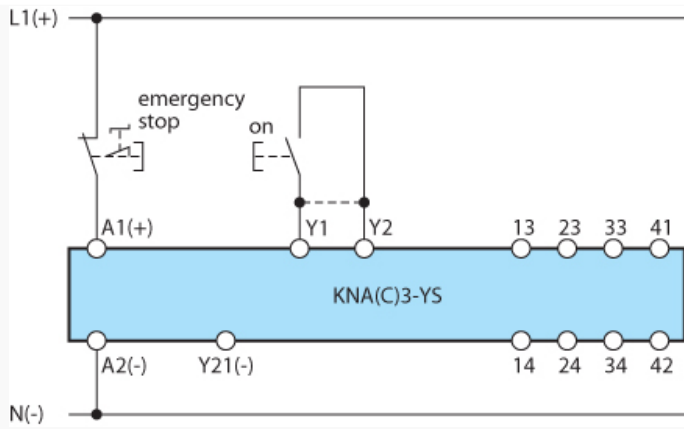 L1(+)
emergency
stop
on
A1(+)
Y1
Y2
13
23
33
41
KNA(C)3-YS
A2(-)
Y21(-)
14
24
34
42
N(-)